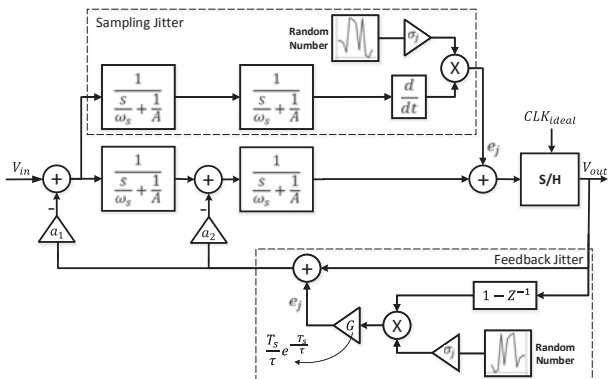 Sampling Jitter
Random
Number
σj
X
1
s/ωs + 1/A
1
s/ωs + 1/A
d/dt
CLKideal
ej
Vin
+
1
s/ωs + 1/A
+
1
s/ωs + 1/A
+
S/H
Vout
−
−
a1
a2
Feedback Jitter
+
ej
1 − Z⁻¹
G
X
Ts/τ e^(−Ts/τ)
σj
Random
Number